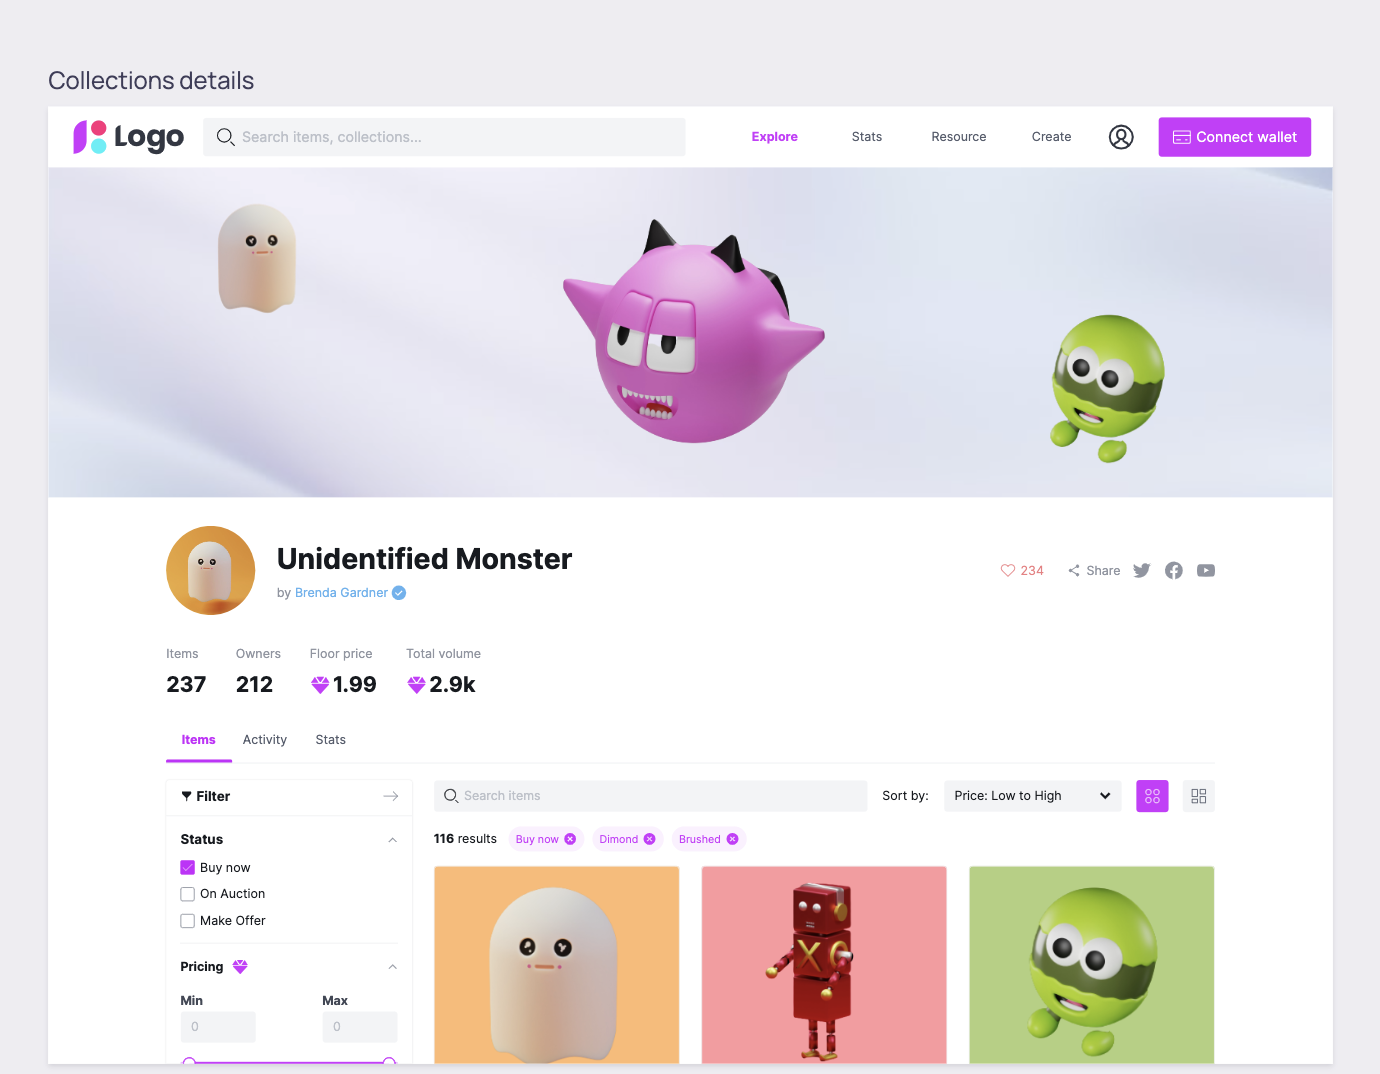 Collections details
Logo
Search items, collections...
Explore
Stats
Resource
Create
Connect wallet
Unidentified Monster
by Brenda Gardner
234
Share
Items
Owners
Floor price
Total volume
237
212
1.99
2.9k
Items
Activity
Stats
Filter
Search items
Sort by:
Price: Low to High
Status
116 results
Buy now
Dimond
Brushed
Buy now
On Auction
Make Offer
Pricing
Min
Max
0
0
X